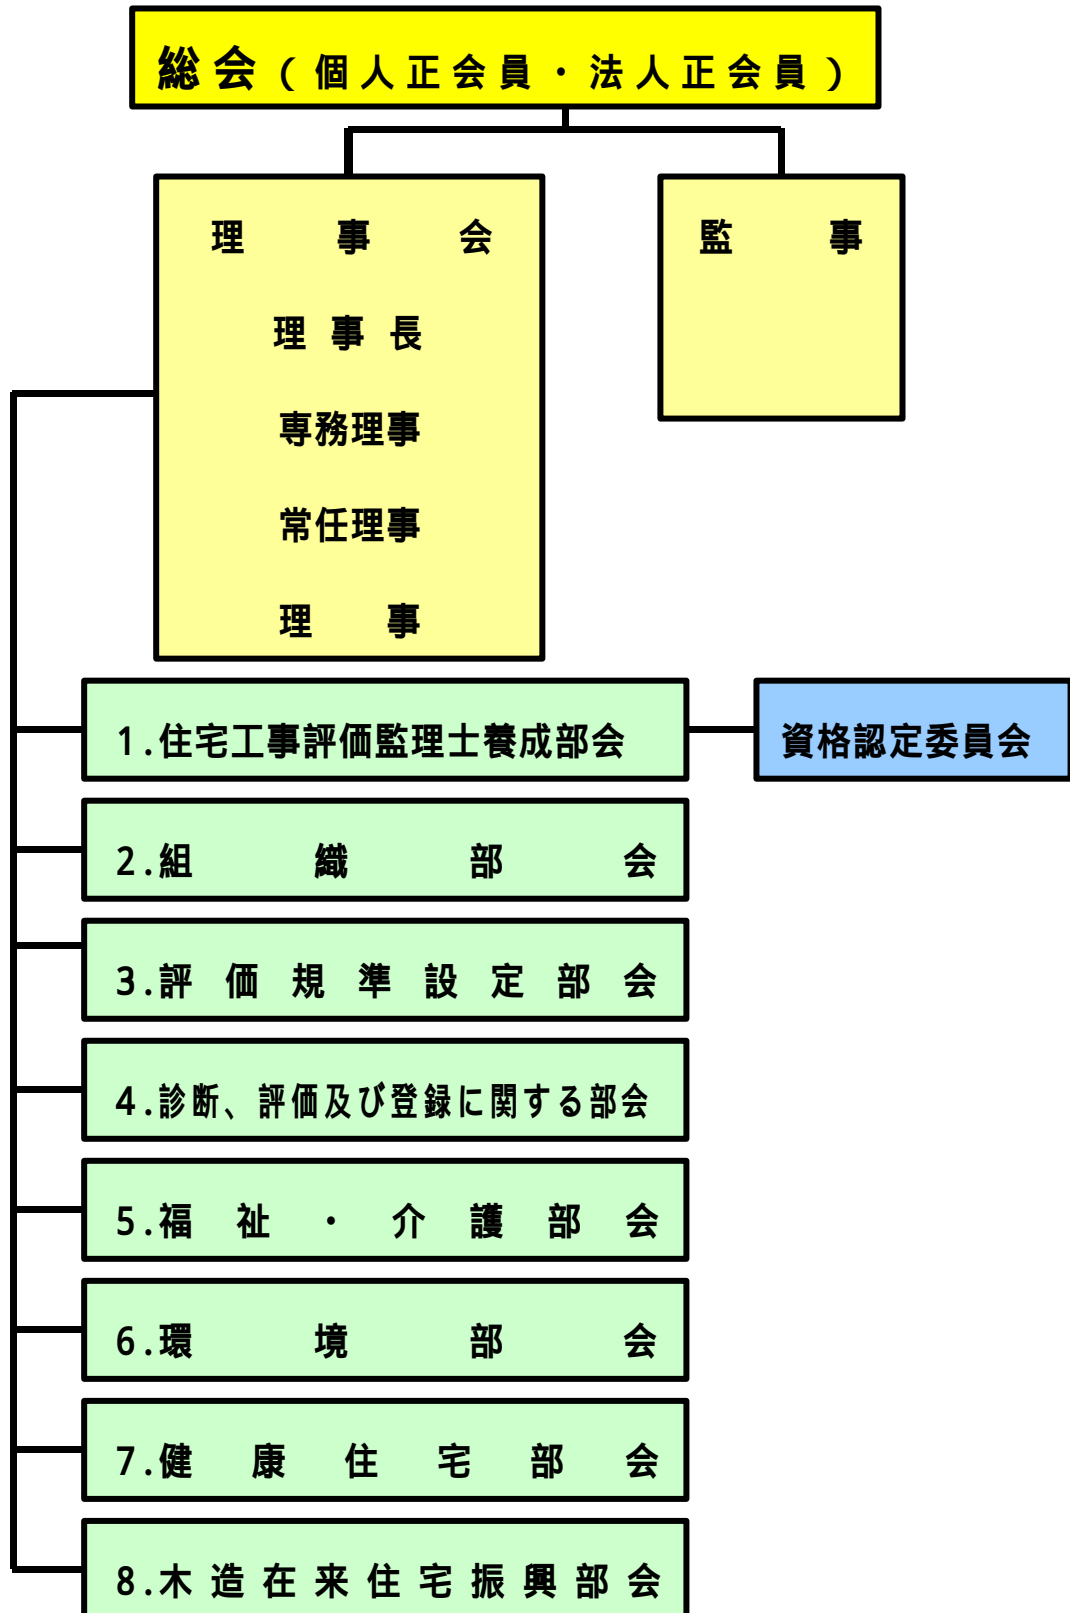 総会(個人正会員・法人正会員)
理事会
監事
理事長
専務理事
常任理事
理事
1.住宅工事評価監理士養成部会
資格認定委員会
2.組織部会
3.評価規準設定部会
4.診断、評価及び登録に関する部会
5.福祉・介護部会
6.環境部会
7.健康住宅部会
8.木造在来住宅振興部会